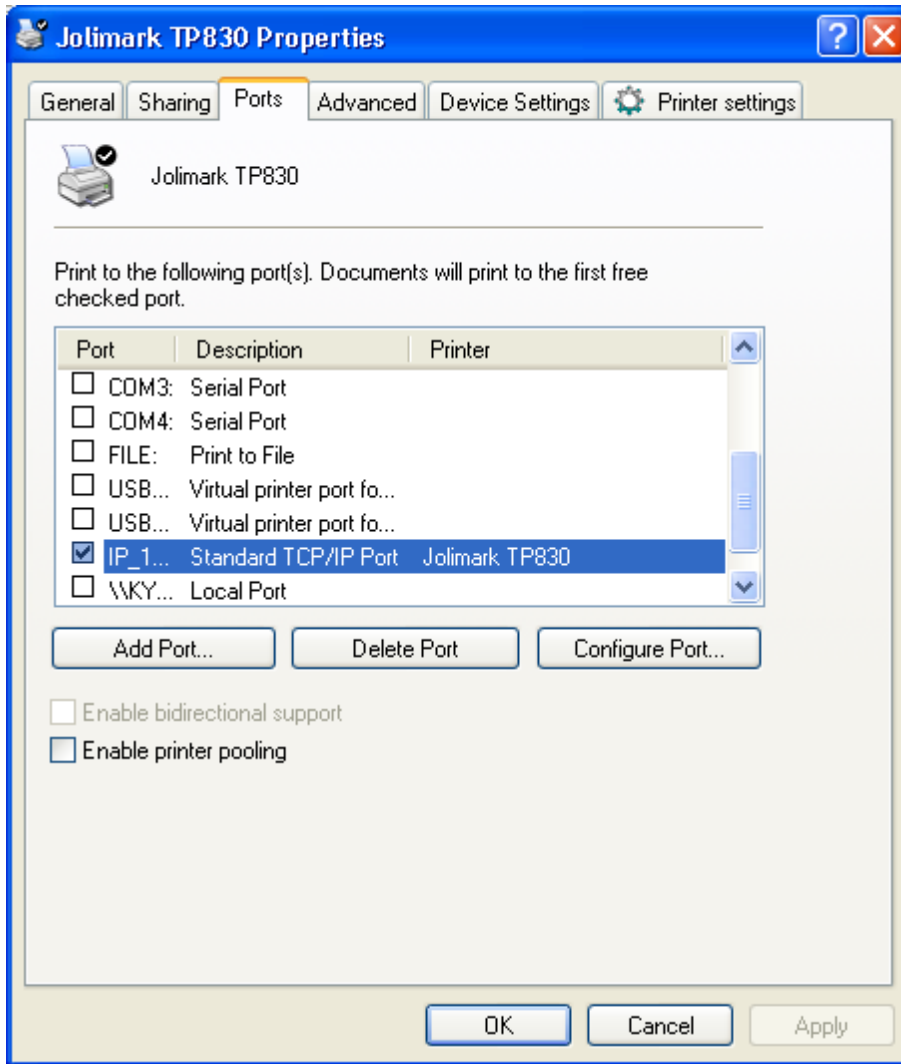 Jolimark TP830 Properties
General Sharing Ports Advanced Device Settings Printer settings
Jolimark TP830
Print to the following port(s). Documents will print to the first free
checked port.
Port Description Printer
COM3: Serial Port
COM4: Serial Port
FILE: Print to File
USB... Virtual printer port fo...
USB... Virtual printer port fo...
IP_1... Standard TCP/IP Port Jolimark TP830
\\KY... Local Port
Add Port... Delete Port Configure Port...
Enable bidirectional support
Enable printer pooling
OK Cancel Apply